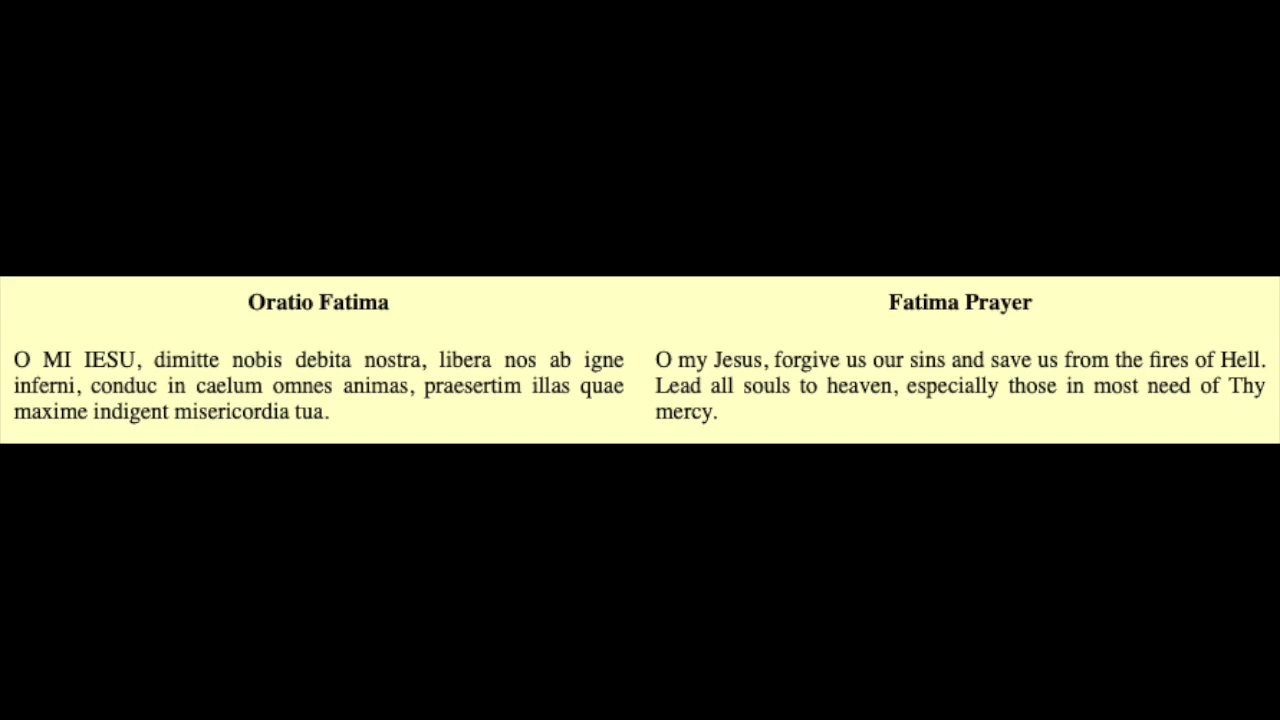 Oratio Fatima
O MI IESU, dimitte nobis debita nostra, libera nos ab igne
inferni, conduc in caelum omnes animas, praesertim illas quae
maxime indigent misericordia tua.
Fatima Prayer
O my Jesus, forgive us our sins and save us from the fires of Hell.
Lead all souls to heaven, especially those in most need of Thy
mercy.